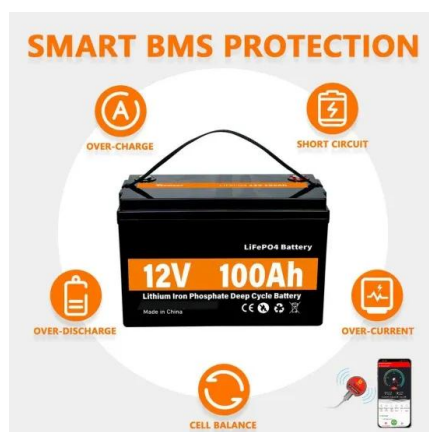 SMART BMS PROTECTION
A
OVER-CHARGE
SHORT CIRCUIT
LiFePO4 Battery
12V 100Ah
Lithium Iron Phosphate Deep Cycle Battery
Made in China
CE
OVER-DISCHARGE
OVER-CURRENT
CELL BALANCE